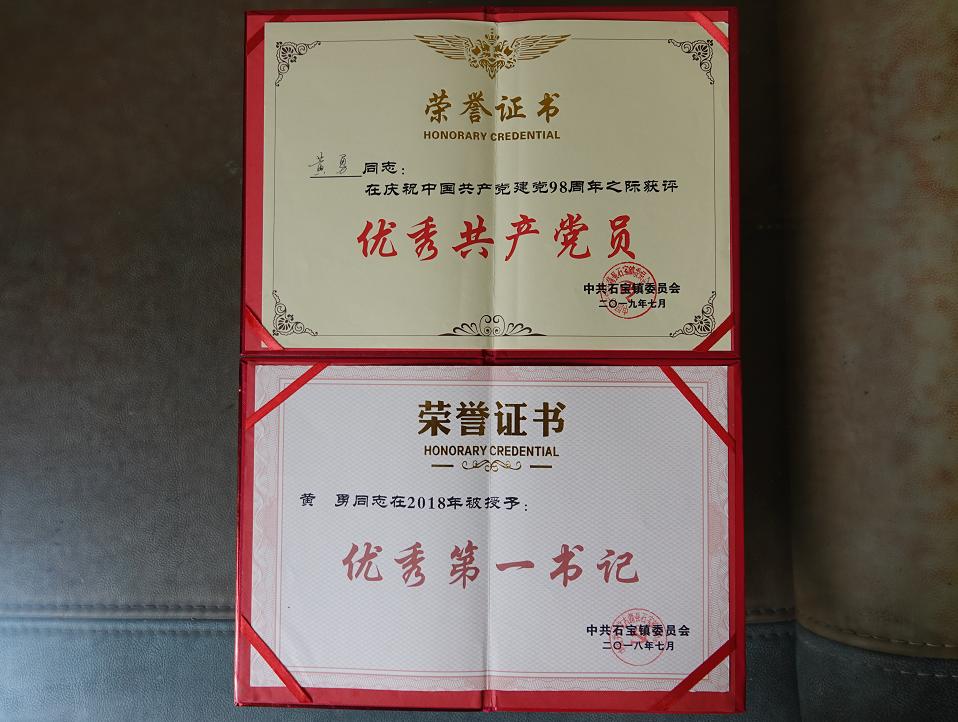 荣誉证书
HONORARY CREDENTIAL
黄勇同志：
在庆祝中国共产党建党98周年之际获评
优秀共产党员
中共石宝镇委员会
二〇一九年七月
荣誉证书
HONORARY CREDENTIAL
黄 勇同志在2018年被授予：
优秀第一书记
中共石宝镇委员会
二〇一八年七月